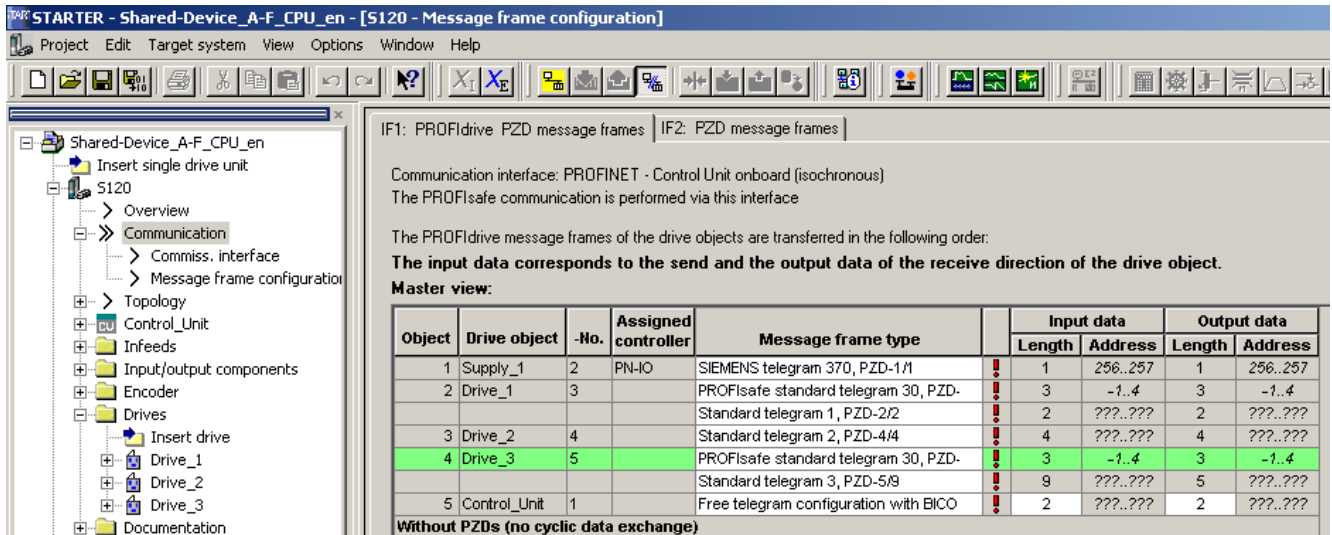 STARTER - Shared-Device_A-F_CPU_en - [S120 - Message frame configuration]
Project Edit Target system View Options Window Help
Shared-Device_A-F_CPU_en
Insert single drive unit
S120
Overview
Communication
Commiss. interface
Message frame configuration
Topology
Control_Unit
Infeeds
Input/output components
Encoder
Drives
Insert drive
Drive_1
Drive_2
Drive_3
Documentation
IF1: PROFIdrive PZD message frames IF2: PZD message frames
Communication interface: PROFINET - Control Unit onboard (isochronous)
The PROFIsafe communication is performed via this interface
The PROFIdrive message frames of the drive objects are transferred in the following order:
The input data corresponds to the send and the output data of the receive direction of the drive object.
Master view:
Object Drive object -No. Assigned controller Message frame type Input data Output data
Length Address Length Address
1 Supply_1 2 PN-IO SIEMENS telegram 370, PZD-1/1 ! 1 256..257 1 256..257
2 Drive_1 3 PROFIsafe standard telegram 30, PZD- ! 3 -1..4 3 -1..4
Standard telegram 1, PZD-2/2 ! 2 ???..??? 2 ???..???
3 Drive_2 4 Standard telegram 2, PZD-4/4 ! 4 ???..??? 4 ???..???
4 Drive_3 5 PROFIsafe standard telegram 30, PZD- ! 3 -1..4 3 -1..4
Standard telegram 3, PZD-5/9 ! 9 ???..??? 5 ???..???
5 Control_Unit 1 Free telegram configuration with BICO ! 2 ???..??? 2 ???..???
Without PZDs (no cyclic data exchange)